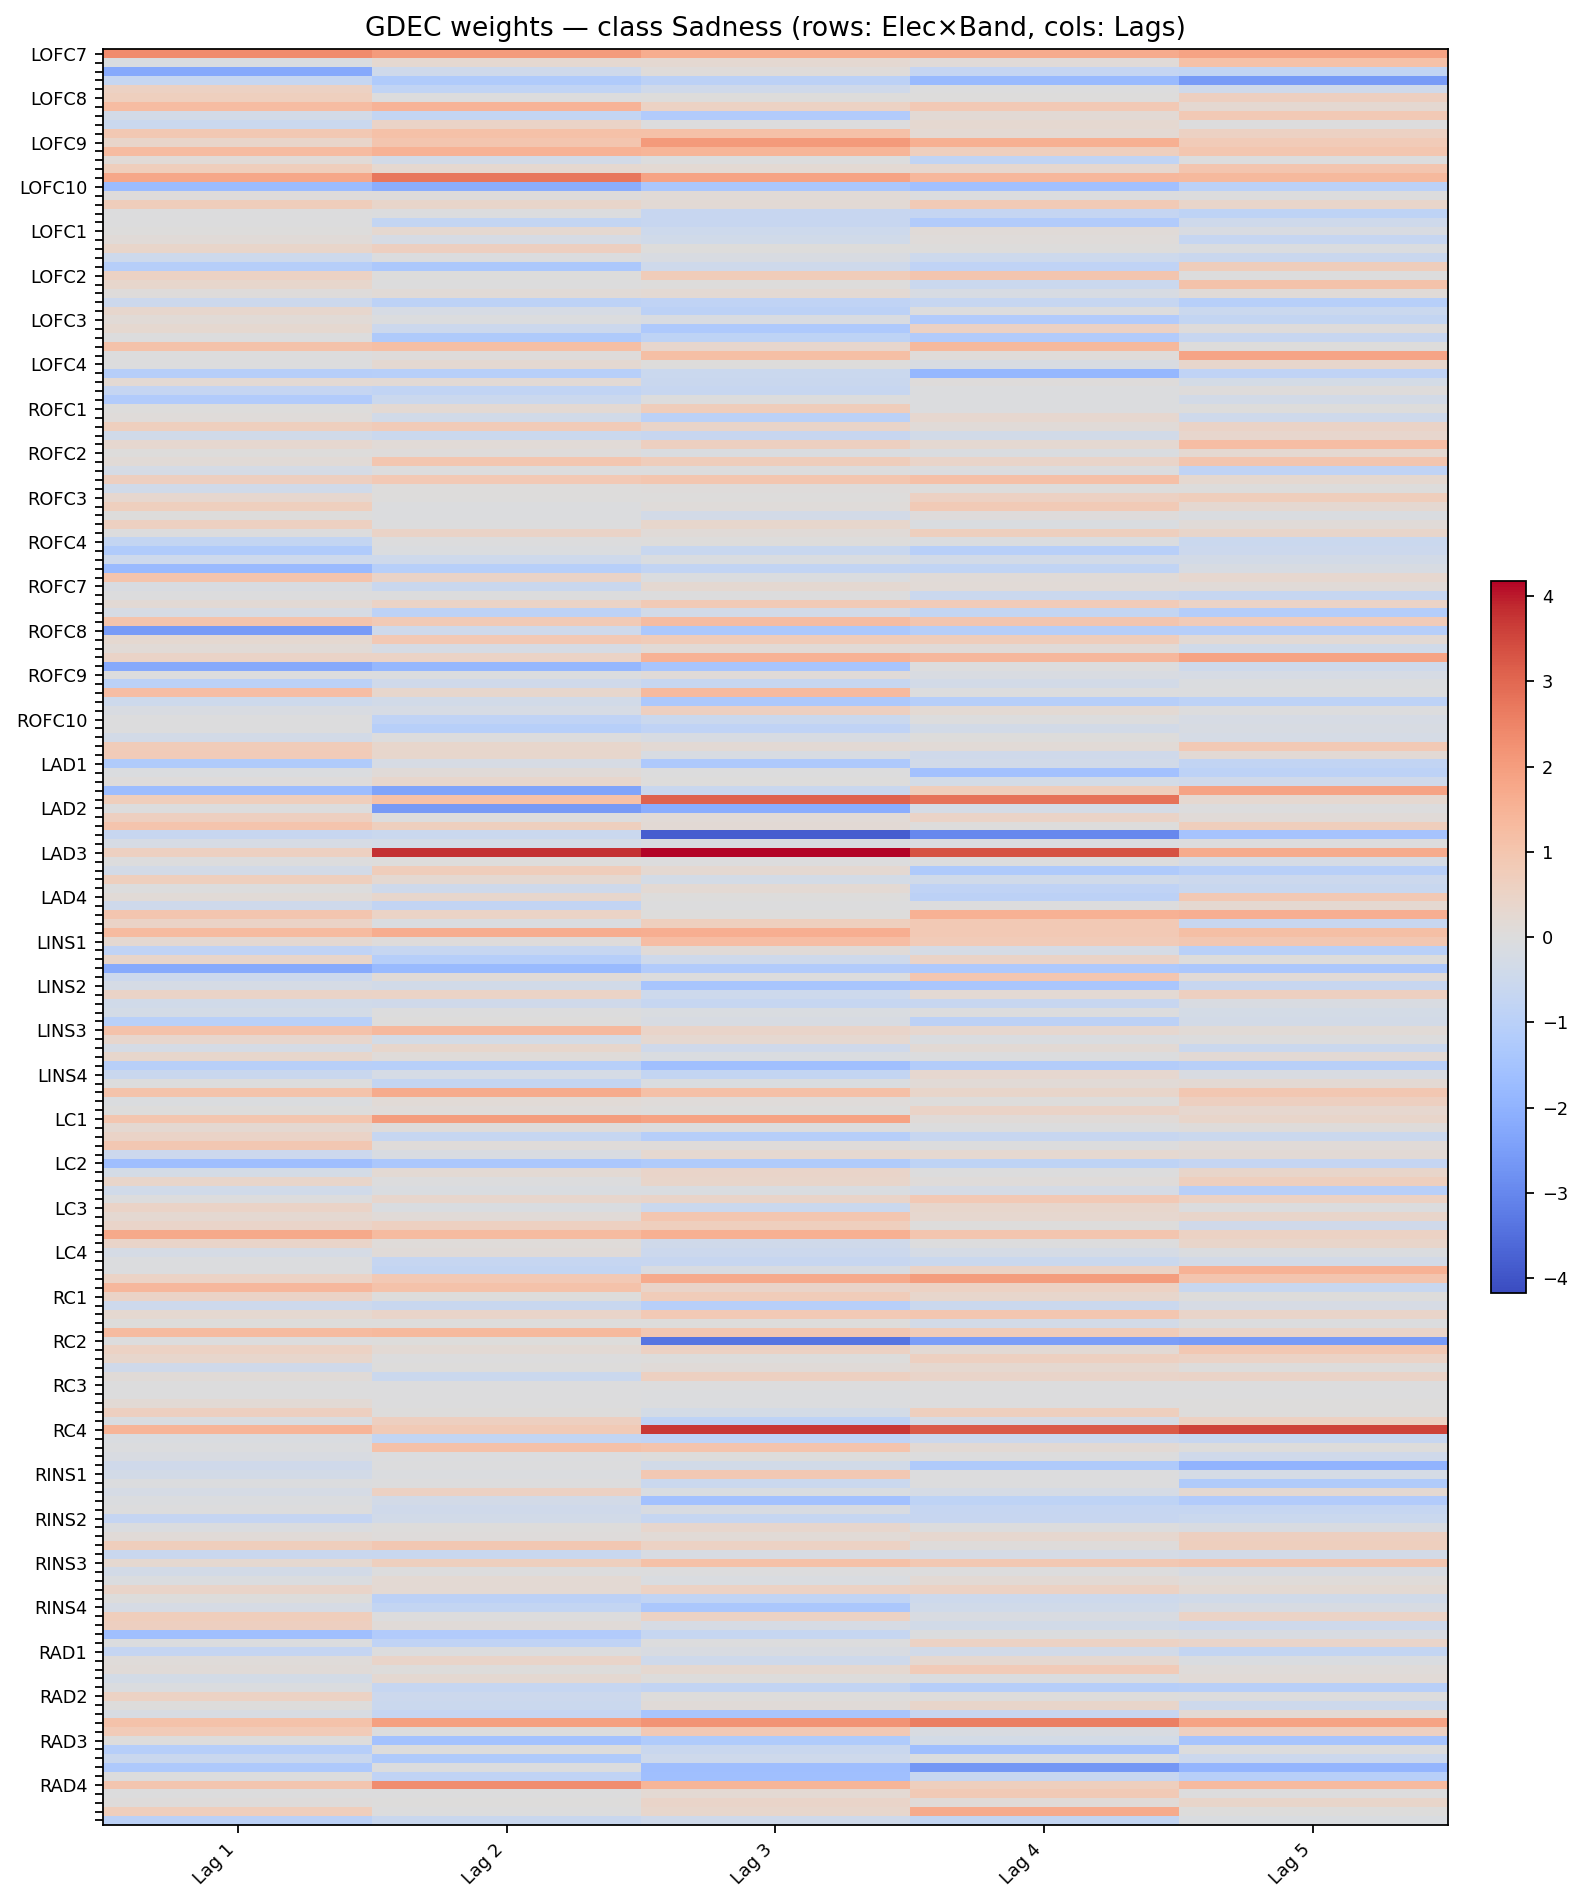 GDEC weights — class Sadness (rows: Elec×Band, cols: Lags)
LOFC7
LOFC8
LOFC9
LOFC10
LOFC1
LOFC2
LOFC3
LOFC4
ROFC1
ROFC2
ROFC3
ROFC4
ROFC7
ROFC8
ROFC9
ROFC10
LAD1
LAD2
LAD3
LAD4
LINS1
LINS2
LINS3
LINS4
LC1
LC2
LC3
LC4
RC1
RC2
RC3
RC4
RINS1
RINS2
RINS3
RINS4
RAD1
RAD2
RAD3
RAD4
Lag 1
Lag 2
Lag 3
Lag 4
Lag 5
4
3
2
1
0
−1
−2
−3
−4